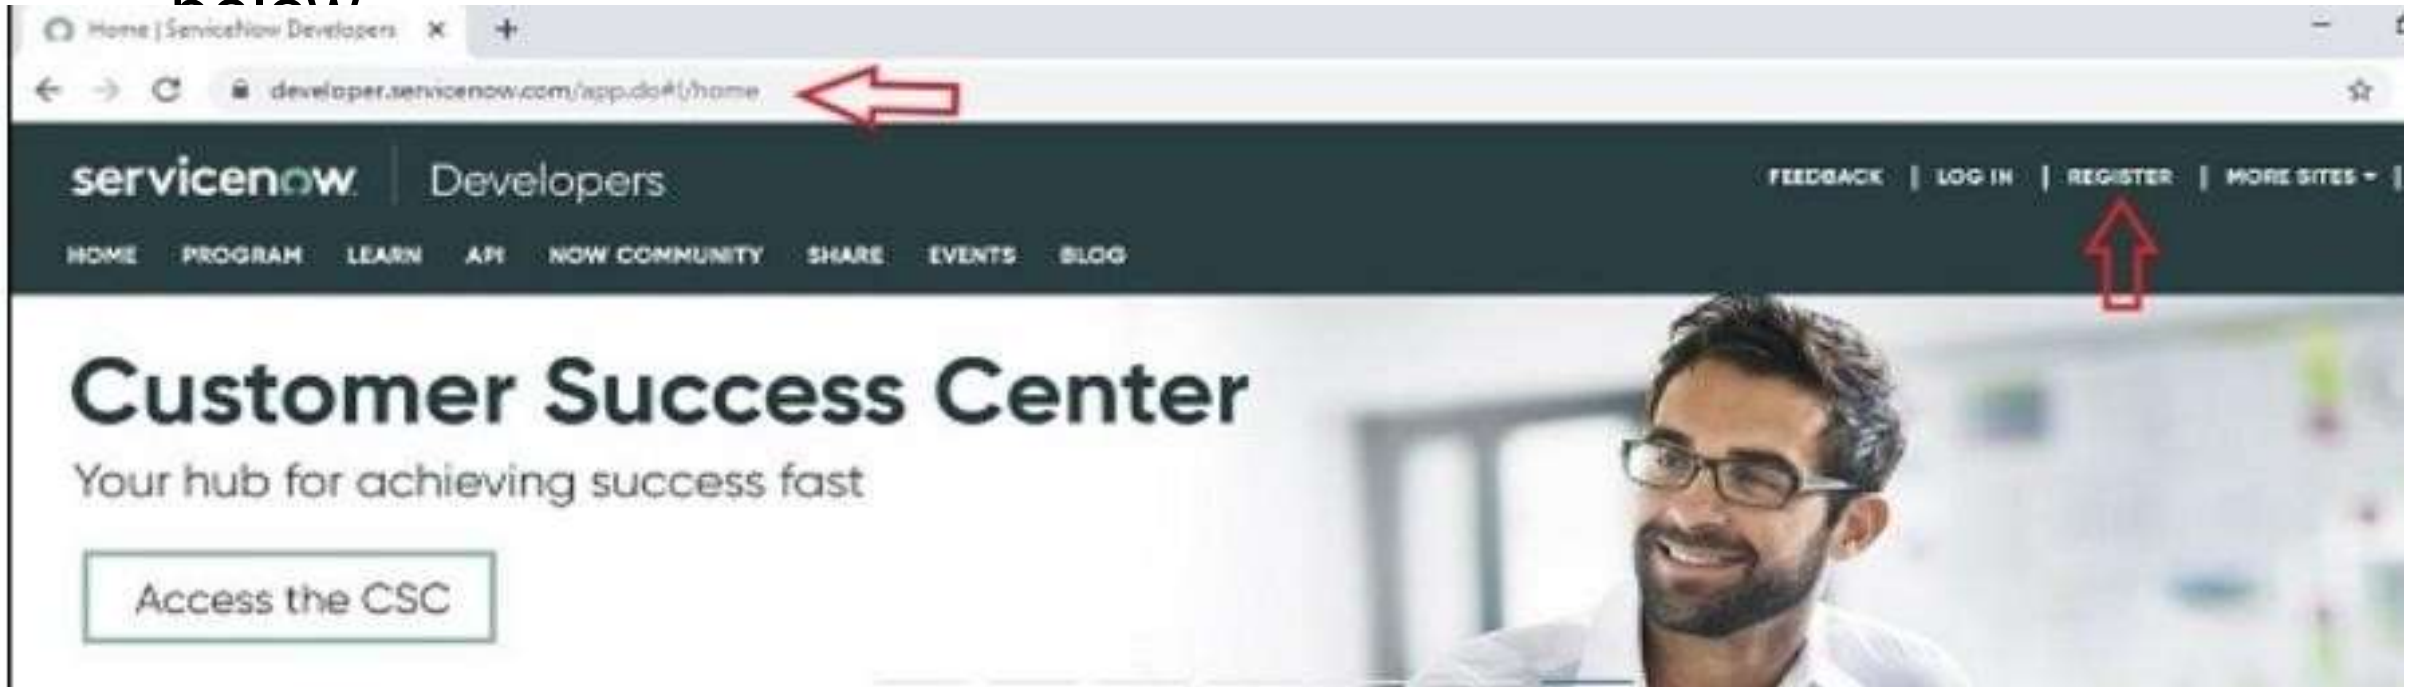 below
Home | ServiceNow Developers
developer.servicenow.com/app.do#!/home
servicenow Developers
FEEDBACK | LOG IN | REGISTER | MORE SITES |
HOME PROGRAM LEARN API NOW COMMUNITY SHARE EVENTS BLOG
Customer Success Center
Your hub for achieving success fast
Access the CSC